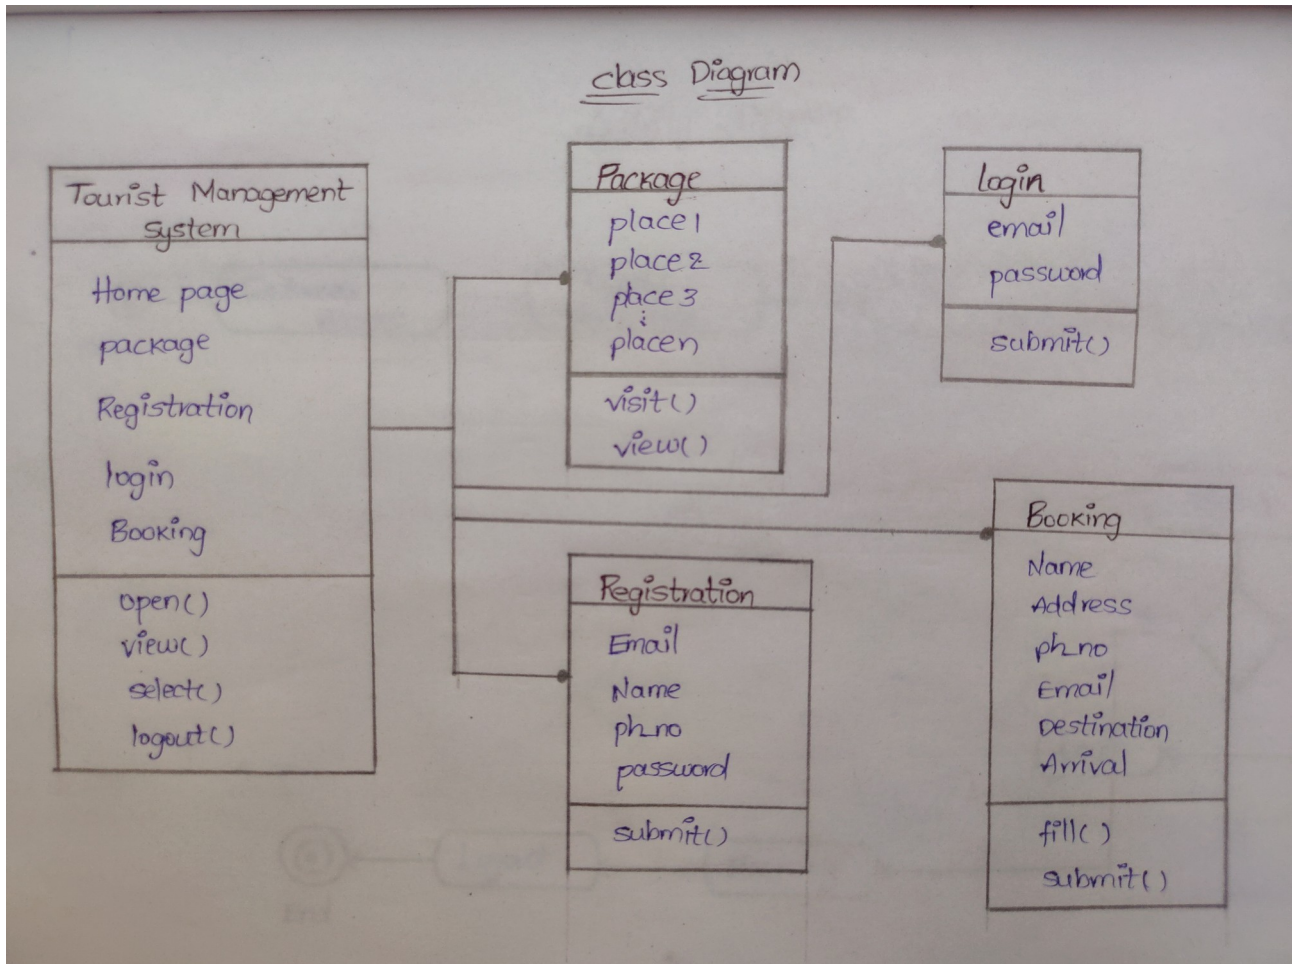 class Diagram
Tourist Management
system
Home page
package
Registration
login
Booking
open()
view()
select()
logout()
Package
place1
place2
place3
⋮
placen
visit()
view()
login
email
password
submit()
Registration
Email
Name
ph_no
password
submit()
Booking
Name
Address
ph_no
Email
Destination
Arrival
fill()
submit()
End